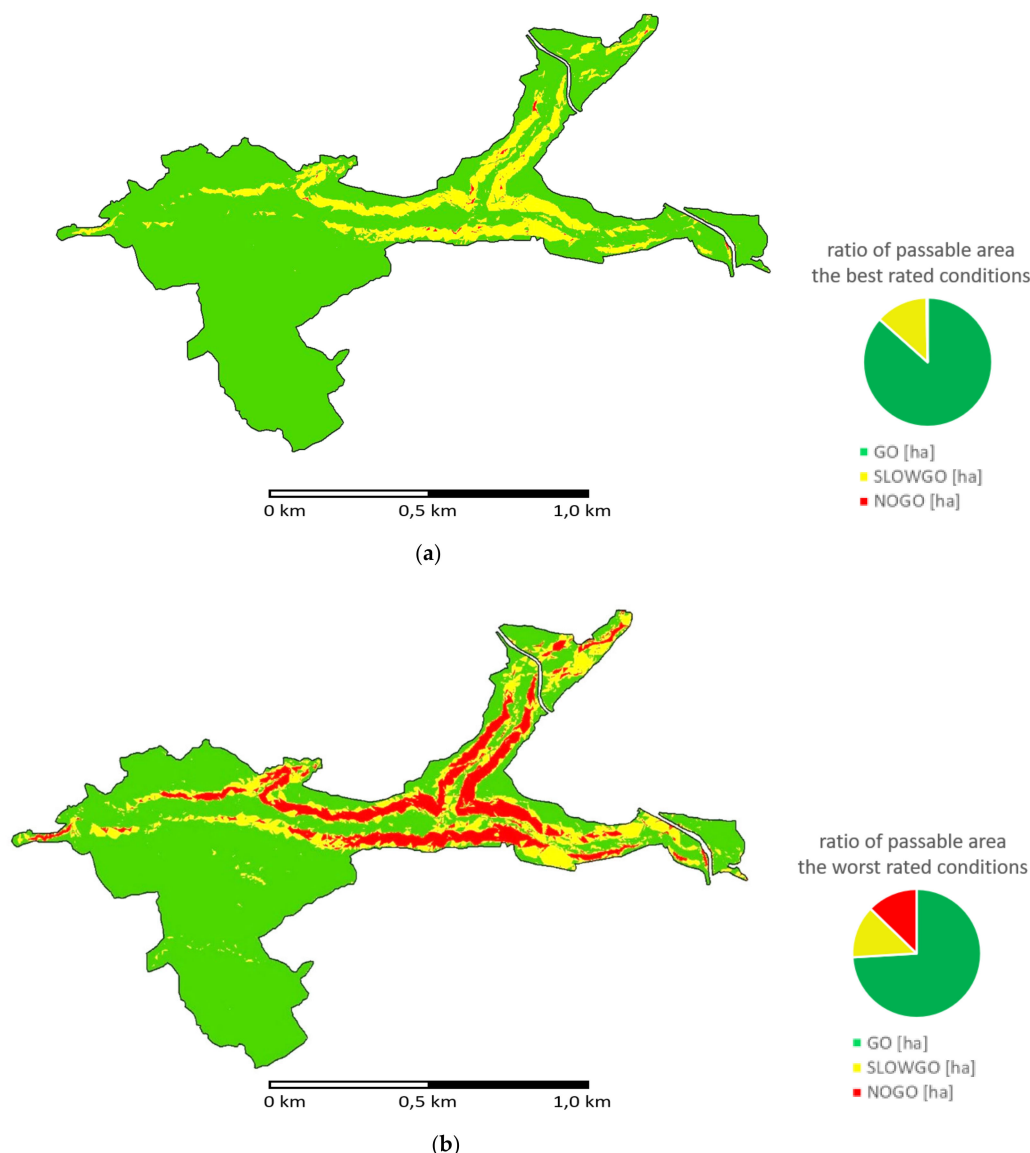 ratio of passable area
the best rated conditions
GO [ha]
SLOWGO [ha]
NOGO [ha]
0 km 0,5 km 1,0 km
(a)
ratio of passable area
the worst rated conditions
GO [ha]
SLOWGO [ha]
NOGO [ha]
0 km 0,5 km 1,0 km
(b)